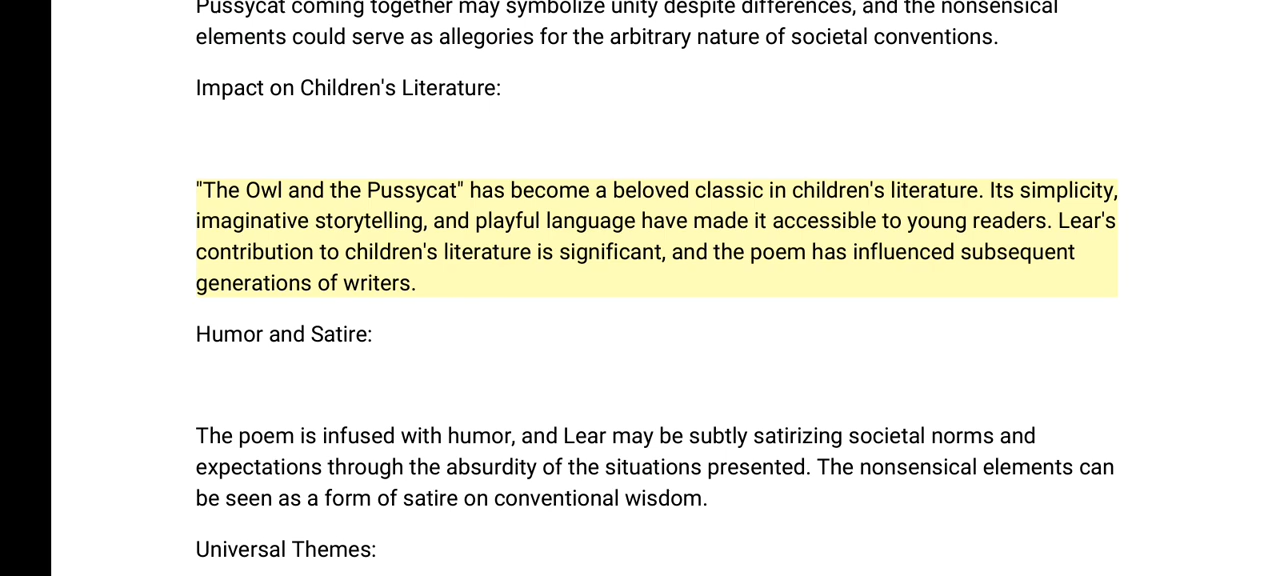 Pussycat coming together may symbolize unity despite differences, and the nonsensical
elements could serve as allegories for the arbitrary nature of societal conventions.
Impact on Children's Literature:
"The Owl and the Pussycat" has become a beloved classic in children's literature. Its simplicity,
imaginative storytelling, and playful language have made it accessible to young readers. Lear's
contribution to children's literature is significant, and the poem has influenced subsequent
generations of writers.
Humor and Satire:
The poem is infused with humor, and Lear may be subtly satirizing societal norms and
expectations through the absurdity of the situations presented. The nonsensical elements can
be seen as a form of satire on conventional wisdom.
Universal Themes: